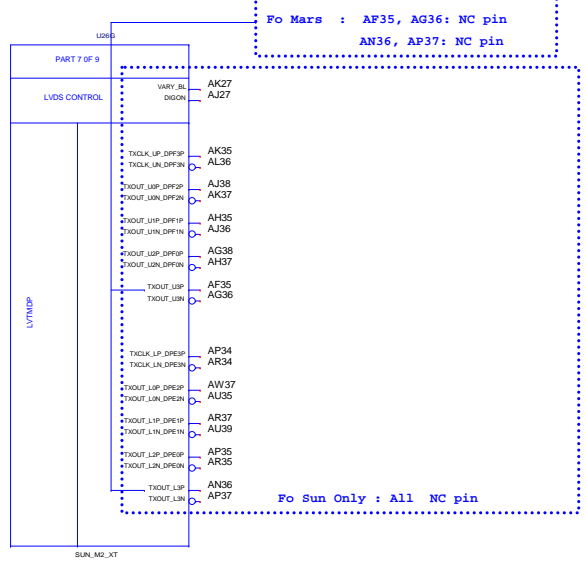 Fo Mars : AF35, AG36: NC pin
AN36, AP37: NC pin
U26G
PART 7 0F 9
LVDS CONTROL
VARY_BL AK27
DIGON AJ27
TXCLK_UP_DPF3P AK35
TXCLK_UN_DPF3N AL36
TXOUT_U0P_DPF2P AJ38
TXOUT_U0N_DPF2N AK37
TXOUT_U1P_DPF1P AH35
TXOUT_U1N_DPF1N AJ36
TXOUT_U2P_DPF0P AG38
TXOUT_U2N_DPF0N AH37
TXOUT_U3P AF35
TXOUT_U3N AG36
LVTMDP
TXCLK_LP_DPE3P AP34
TXCLK_LN_DPE3N AR34
TXOUT_L0P_DPE2P AW37
TXOUT_L0N_DPE2N AU35
TXOUT_L1P_DPE1P AR37
TXOUT_L1N_DPE1N AU39
TXOUT_L2P_DPE0P AP35
TXOUT_L2N_DPE0N AR35
TXOUT_L3P AN36
TXOUT_L3N AP37
Fo Sun Only : All NC pin
SUN_M2_XT